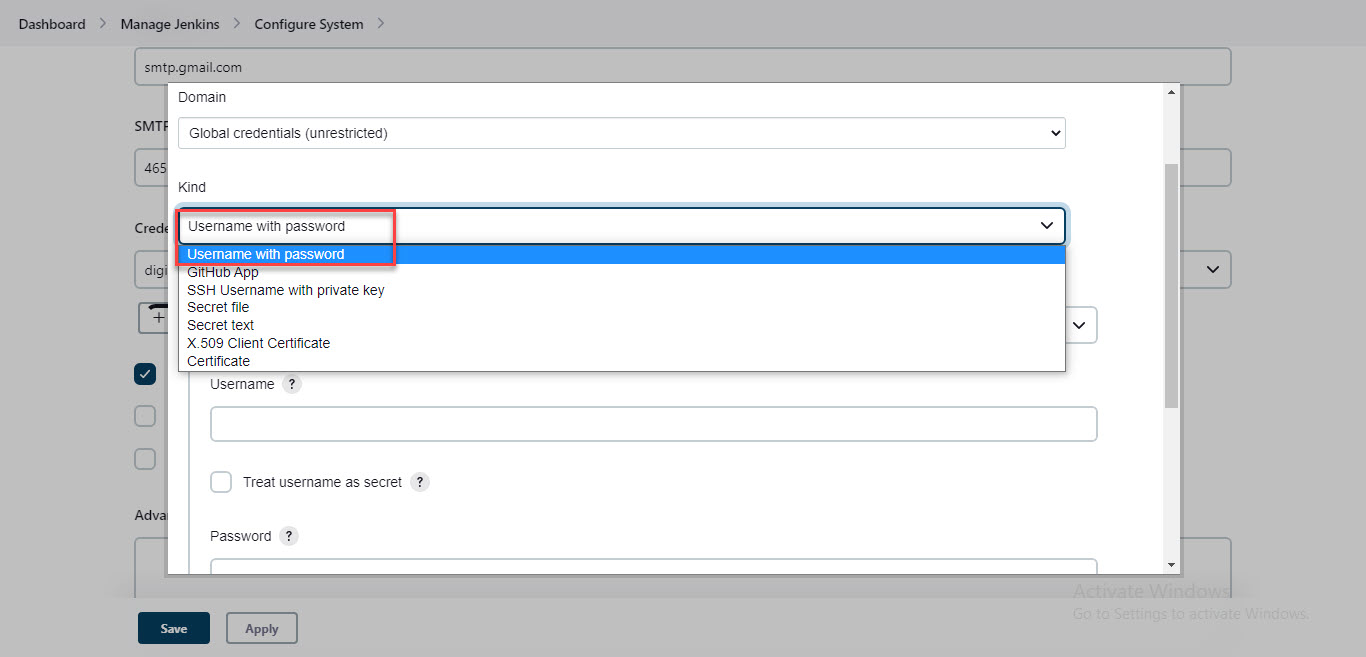 Dashboard > Manage Jenkins > Configure System >
smtp.gmail.com
Domain
SMTP
Global credentials (unrestricted)
465
Kind
Crede
Username with password
digi
Username with password
GitHub App
SSH Username with private key
Secret file
Secret text
X.509 Client Certificate
Certificate
+
Username ?
Treat username as secret ?
Advan
Password ?
Activate Windows
Go to Settings to activate Windows.
Save Apply